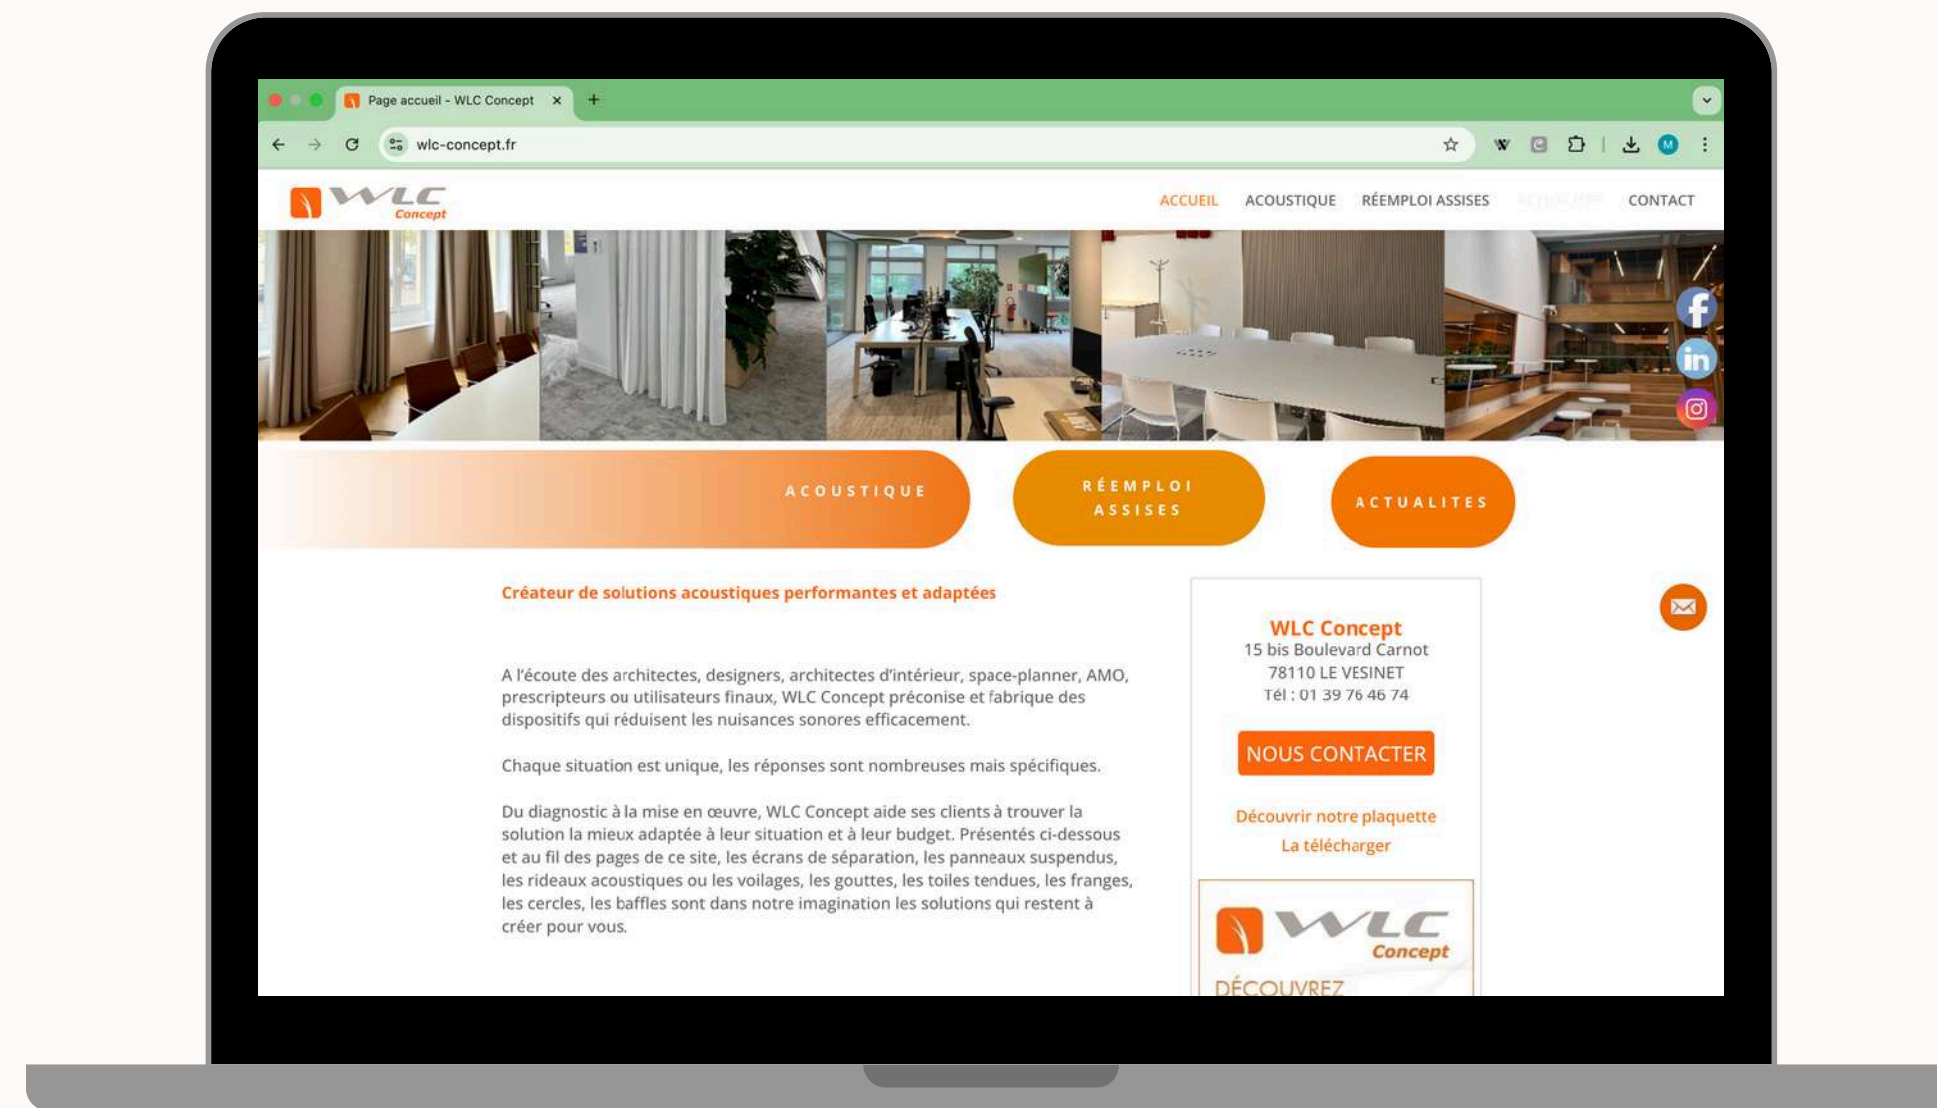 Page accueil - WLC Concept
wlc-concept.fr
M
WLC
Concept
ACCUEIL ACOUSTIQUE RÉEMPLOI ASSISES ACTUALITES CONTACT
f
in
ACOUSTIQUE
RÉEMPLOI
ASSISES
ACTUALITES
Créateur de solutions acoustiques performantes et adaptées
A l'écoute des architectes, designers, architectes d'intérieur, space-planner, AMO,
prescripteurs ou utilisateurs finaux, WLC Concept préconise et fabrique des
dispositifs qui réduisent les nuisances sonores efficacement.
Chaque situation est unique, les réponses sont nombreuses mais spécifiques.
Du diagnostic à la mise en œuvre, WLC Concept aide ses clients à trouver la
solution la mieux adaptée à leur situation et à leur budget. Présentés ci-dessous
et au fil des pages de ce site, les écrans de séparation, les panneaux suspendus,
les rideaux acoustiques ou les voilages, les gouttes, les toiles tendues, les franges,
les cercles, les baffles sont dans notre imagination les solutions qui restent à
créer pour vous.
WLC Concept
15 bis Boulevard Carnot
78110 LE VESINET
Tél : 01 39 76 46 74
NOUS CONTACTER
Découvrir notre plaquette
La télécharger
WLC
Concept
DÉCOUVREZ